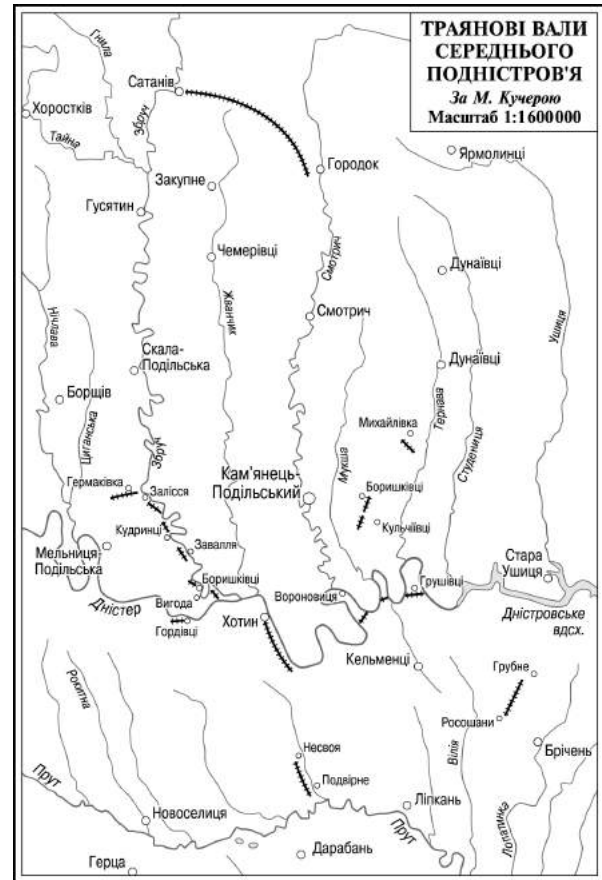 ТРАЯНОВІ ВАЛИ
СЕРЕДНЬОГО
ПОДНІСТРОВ'Я
За М. Кучерою
Масштаб 1:1600000
Гнила
Сатанів
Хоростків
Збруч
Тайна
Ярмолинці
Городок
Закупне
Гусятин
Смотрич
Чемерівці
Дунаївці
Нічлава
Жванчик
Ушиця
Смотрич
Скала-
Подільська
Дунаївці
Борщів
Циганська
Михайлівка
Тернава
Студениця
Збруч
Мукша
Гермаківка
Залісся
Кам'янець-
Подільський
Боришківці
Кульчіївці
Кудринці
Завалля
Мельниця-
Подільська
Боришківці
Вороновиця
Грушівці
Стара
Ушиця
Вигода
Дністер
Гордівці
Хотин
Дністровське
вдсх.
Кельменці
Грубне
Рокитна
Росошани
Несвоя
Вілія
Брічень
Прут
Подвірне
Ліпкань
Лопатинка
Новоселиця
Прут
Герца
Дарабань